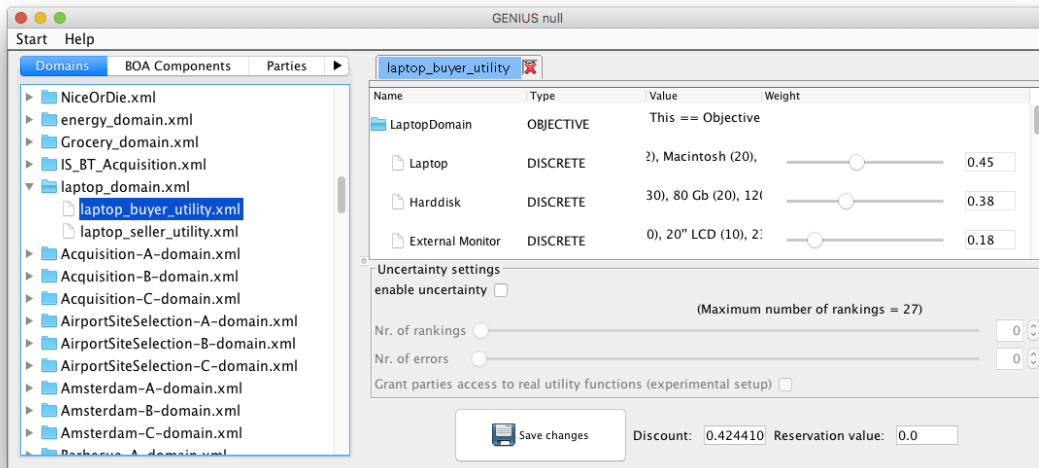 GENIUS null
Start Help
Domains BOA Components Parties
NiceOrDie.xml
energy_domain.xml
Grocery_domain.xml
IS_BT_Acquisition.xml
laptop_domain.xml
laptop_buyer_utility.xml
laptop_seller_utility.xml
Acquisition-A-domain.xml
Acquisition-B-domain.xml
Acquisition-C-domain.xml
AirportSiteSelection-A-domain.xml
AirportSiteSelection-B-domain.xml
AirportSiteSelection-C-domain.xml
Amsterdam-A-domain.xml
Amsterdam-B-domain.xml
Amsterdam-C-domain.xml
Barbecue-A-domain.xml
laptop_buyer_utility
Name Type Value Weight
LaptopDomain OBJECTIVE This == Objective
Laptop DISCRETE 2), Macintosh (20), 0.45
Harddisk DISCRETE 30), 80 Gb (20), 120 0.38
External Monitor DISCRETE 0), 20" LCD (10), 23 0.18
Uncertainty settings
enable uncertainty
(Maximum number of rankings = 27)
Nr. of rankings 0
Nr. of errors 0
Grant parties access to real utility functions (experimental setup)
Save changes Discount: 0.424410 Reservation value: 0.0